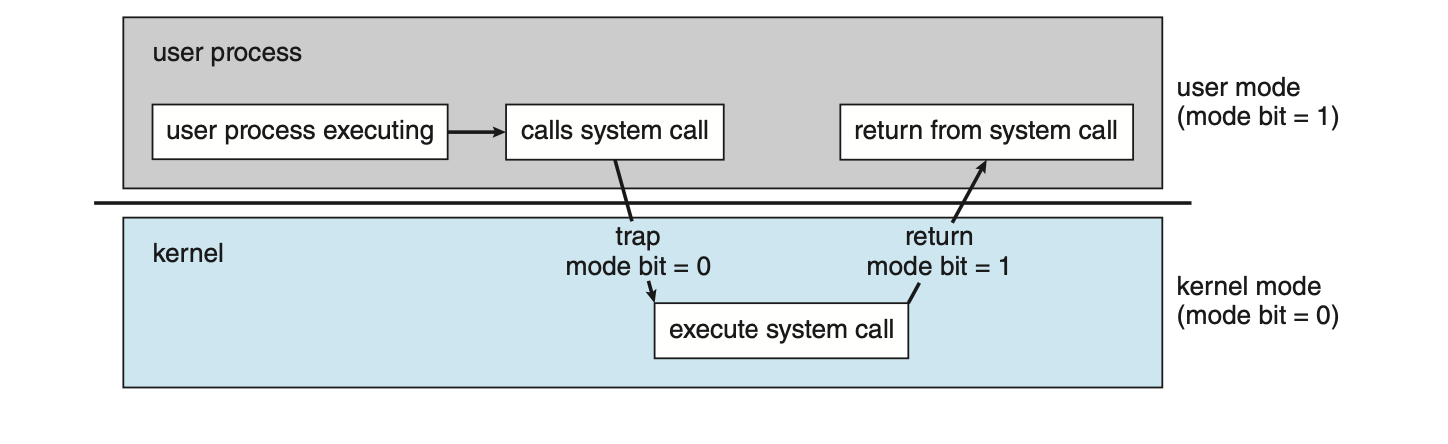 user process
user process executing
calls system call
return from system call
user mode
(mode bit = 1)
kernel
trap
mode bit = 0
return
mode bit = 1
execute system call
kernel mode
(mode bit = 0)